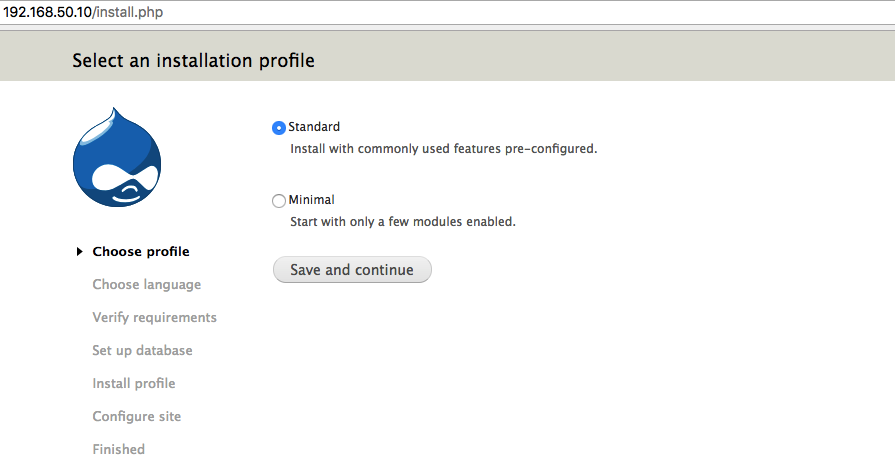 192.168.50.10/install.php
Select an installation profile
Standard
Install with commonly used features pre-configured.
Minimal
Start with only a few modules enabled.
Save and continue
Choose profile
Choose language
Verify requirements
Set up database
Install profile
Configure site
Finished